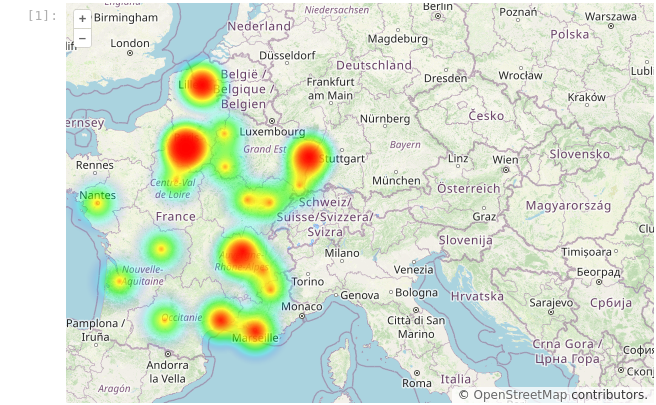 [1]:
+
−
Birmingham
London
Nederland
Niedersachsen
Berlin
Poznań
Warszawa
Magdeburg
Polska
Düsseldorf
Deutschland
België /
Belgique /
Belgien
Frankfurt
am Main
Dresden
Wrocław
Kraków
Luxembourg
Nürnberg
Česko
Grand Est
Bayern
Rennes
Linz
Wien
Slovensko
München
Centre-Val
de Loire
Nantes
France
Schweiz/
Suisse/Svizzera/
Svizra
Österreich
Graz
Magyarország
Slovenija
Milano
Venezia
Timișoara
Београд
Nouvelle-
Aquitaine
Torino
Genova
Bologna
Hrvatska
Sarajevo
Србија
Monaco
Occitanie
Marseille
Pamplona /
Iruña
Città di San
Marino
Andorra
la Vella
Crna Gora /
Црна Гора
Aragón
Roma
Italia
© OpenStreetMap contributors.